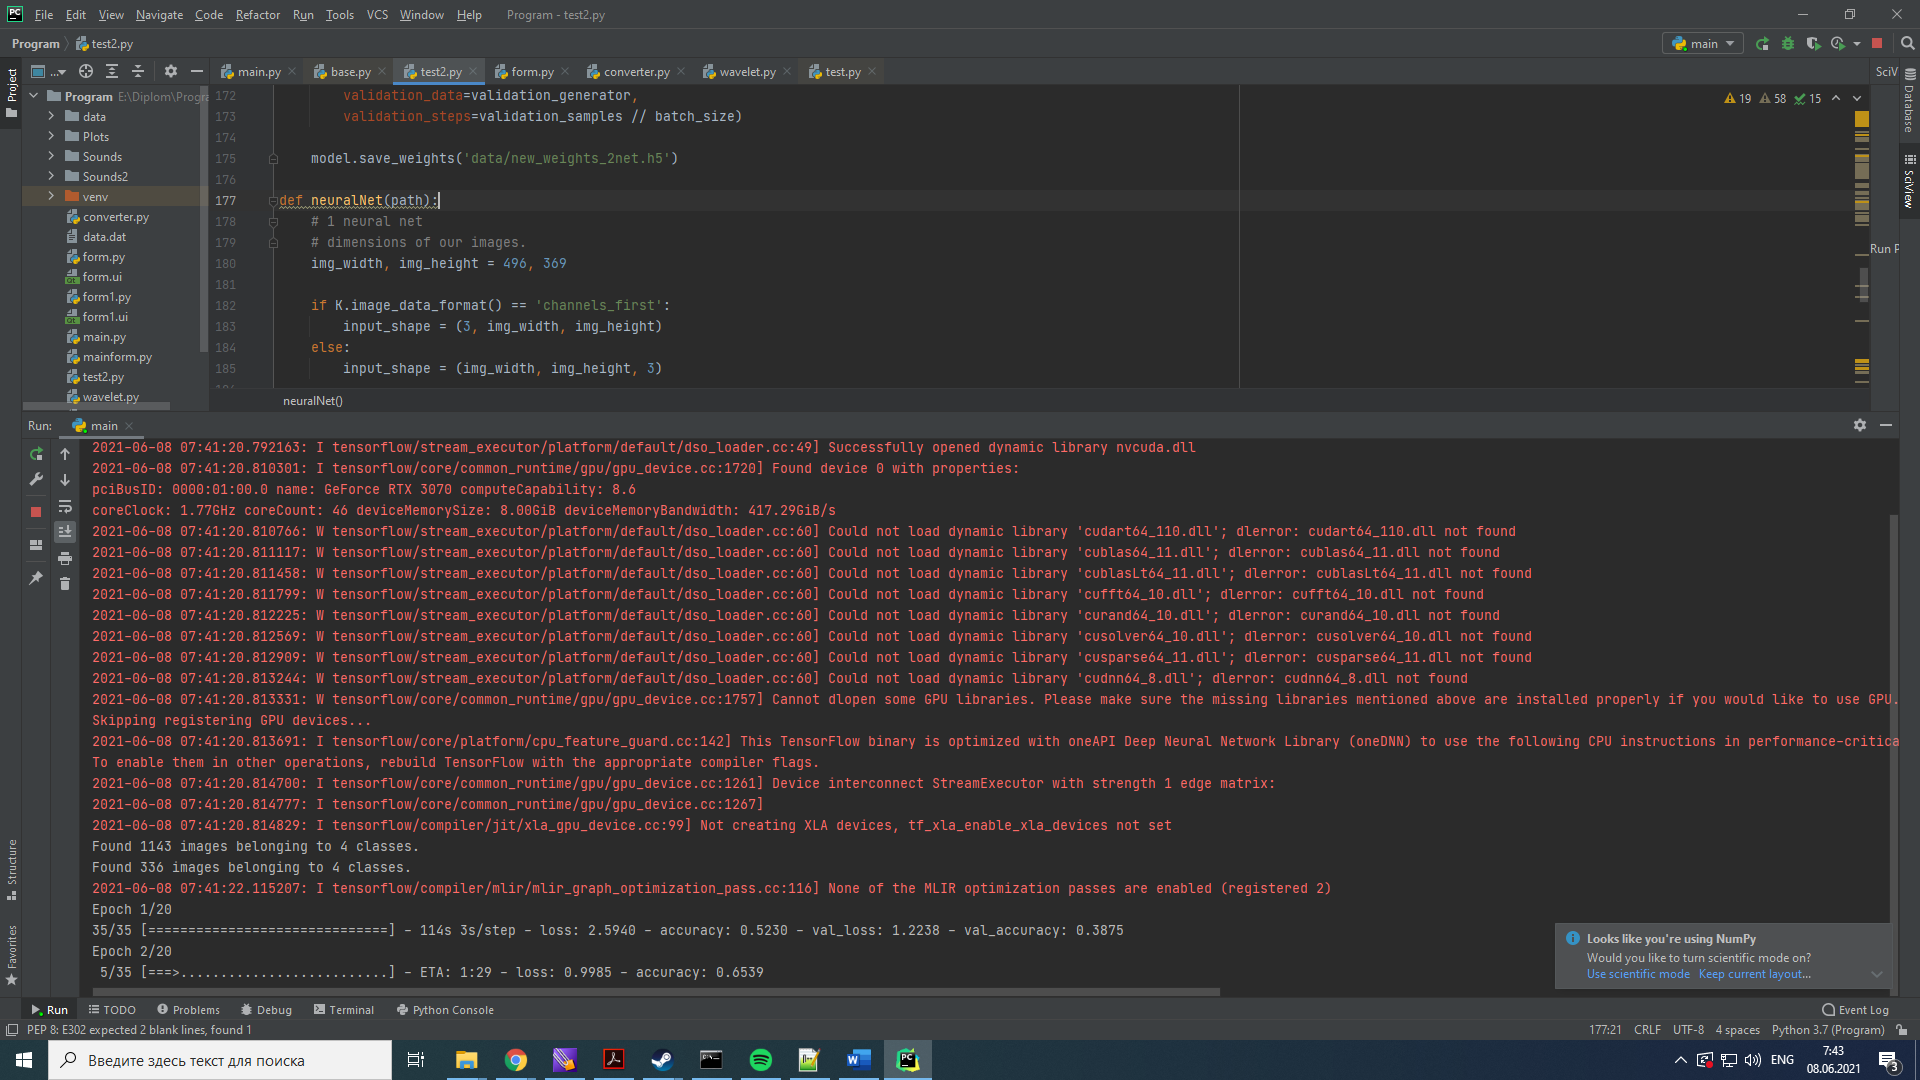 File Edit View Navigate Code Refactor Run Tools VCS Window Help Program - test2.py
Program test2.py main
main.py base.py test2.py form.py converter.py wavelet.py test.py SciV
Project
Program E:\Diplom\Progra
data
Plots
Sounds
Sounds2
venv
converter.py
data.dat
form.py
form.ui
form1.py
form1.ui
main.py
mainform.py
test2.py
wavelet.py
19 58 15
172 validation_data=validation_generator,
173 validation_steps=validation_samples // batch_size)
174
175 model.save_weights('data/new_weights_2net.h5')
176
177 def neuralNet(path):
178 # 1 neural net
179 # dimensions of our images.
180 img_width, img_height = 496, 369
181
182 if K.image_data_format() == 'channels_first':
183 input_shape = (3, img_width, img_height)
184 else:
185 input_shape = (img_width, img_height, 3)
neuralNet()
Database
SciView
Run P
Run: main
2021-06-08 07:41:20.792163: I tensorflow/stream_executor/platform/default/dso_loader.cc:49] Successfully opened dynamic library nvcuda.dll
2021-06-08 07:41:20.810301: I tensorflow/core/common_runtime/gpu/gpu_device.cc:1720] Found device 0 with properties:
pciBusID: 0000:01:00.0 name: GeForce RTX 3070 computeCapability: 8.6
coreClock: 1.77GHz coreCount: 46 deviceMemorySize: 8.00GiB deviceMemoryBandwidth: 417.29GiB/s
2021-06-08 07:41:20.810766: W tensorflow/stream_executor/platform/default/dso_loader.cc:60] Could not load dynamic library 'cudart64_110.dll'; dlerror: cudart64_110.dll not found
2021-06-08 07:41:20.811117: W tensorflow/stream_executor/platform/default/dso_loader.cc:60] Could not load dynamic library 'cublas64_11.dll'; dlerror: cublas64_11.dll not found
2021-06-08 07:41:20.811458: W tensorflow/stream_executor/platform/default/dso_loader.cc:60] Could not load dynamic library 'cublasLt64_11.dll'; dlerror: cublasLt64_11.dll not found
2021-06-08 07:41:20.811799: W tensorflow/stream_executor/platform/default/dso_loader.cc:60] Could not load dynamic library 'cufft64_10.dll'; dlerror: cufft64_10.dll not found
2021-06-08 07:41:20.812225: W tensorflow/stream_executor/platform/default/dso_loader.cc:60] Could not load dynamic library 'curand64_10.dll'; dlerror: curand64_10.dll not found
2021-06-08 07:41:20.812569: W tensorflow/stream_executor/platform/default/dso_loader.cc:60] Could not load dynamic library 'cusolver64_10.dll'; dlerror: cusolver64_10.dll not found
2021-06-08 07:41:20.812909: W tensorflow/stream_executor/platform/default/dso_loader.cc:60] Could not load dynamic library 'cusparse64_11.dll'; dlerror: cusparse64_11.dll not found
2021-06-08 07:41:20.813244: W tensorflow/stream_executor/platform/default/dso_loader.cc:60] Could not load dynamic library 'cudnn64_8.dll'; dlerror: cudnn64_8.dll not found
2021-06-08 07:41:20.813331: W tensorflow/core/common_runtime/gpu/gpu_device.cc:1757] Cannot dlopen some GPU libraries. Please make sure the missing libraries mentioned above are installed properly if you would like to use GPU.
Skipping registering GPU devices...
2021-06-08 07:41:20.813691: I tensorflow/core/platform/cpu_feature_guard.cc:142] This TensorFlow binary is optimized with oneAPI Deep Neural Network Library (oneDNN) to use the following CPU instructions in performance-critica
To enable them in other operations, rebuild TensorFlow with the appropriate compiler flags.
2021-06-08 07:41:20.814700: I tensorflow/core/common_runtime/gpu/gpu_device.cc:1261] Device interconnect StreamExecutor with strength 1 edge matrix:
2021-06-08 07:41:20.814777: I tensorflow/core/common_runtime/gpu/gpu_device.cc:1267]
2021-06-08 07:41:20.814829: I tensorflow/compiler/jit/xla_gpu_device.cc:99] Not creating XLA devices, tf_xla_enable_xla_devices not set
Found 1143 images belonging to 4 classes.
Found 336 images belonging to 4 classes.
2021-06-08 07:41:22.115207: I tensorflow/compiler/mlir/mlir_graph_optimization_pass.cc:116] None of the MLIR optimization passes are enabled (registered 2)
Epoch 1/20
35/35 [==============================] - 114s 3s/step - loss: 2.5940 - accuracy: 0.5230 - val_loss: 1.2238 - val_accuracy: 0.3875
Epoch 2/20
5/35 [===>..........................] - ETA: 1:29 - loss: 0.9985 - accuracy: 0.6539
Structure
Favorites
Looks like you're using NumPy
Would you like to turn scientific mode on?
Use scientific mode Keep current layout...
Run TODO Problems Debug Terminal Python Console Event Log
PEP 8: E302 expected 2 blank lines, found 1 177:21 CRLF UTF-8 4 spaces Python 3.7 (Program)
Введите здесь текст для поиска
ENG
7:43
08.06.2021
3